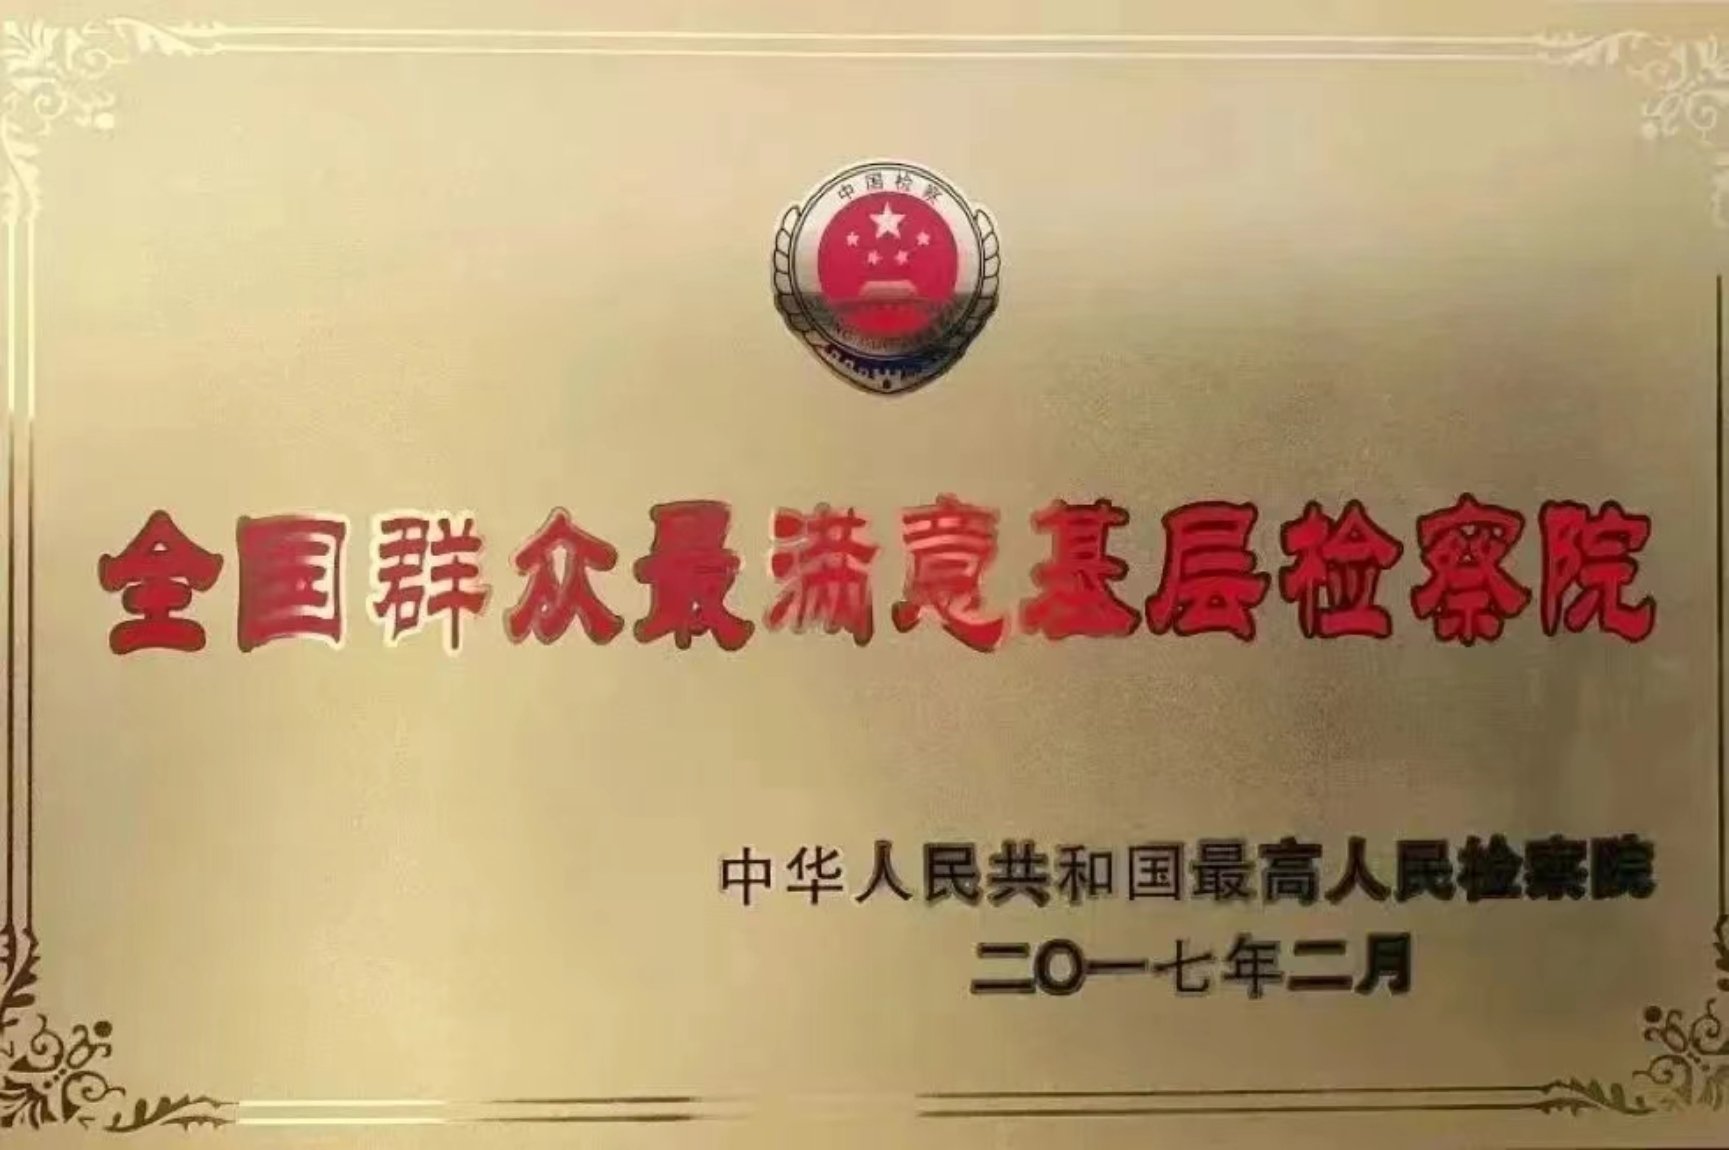 中国检察
全国群众最满意基层检察院
中华人民共和国最高人民检察院
二〇一七年二月